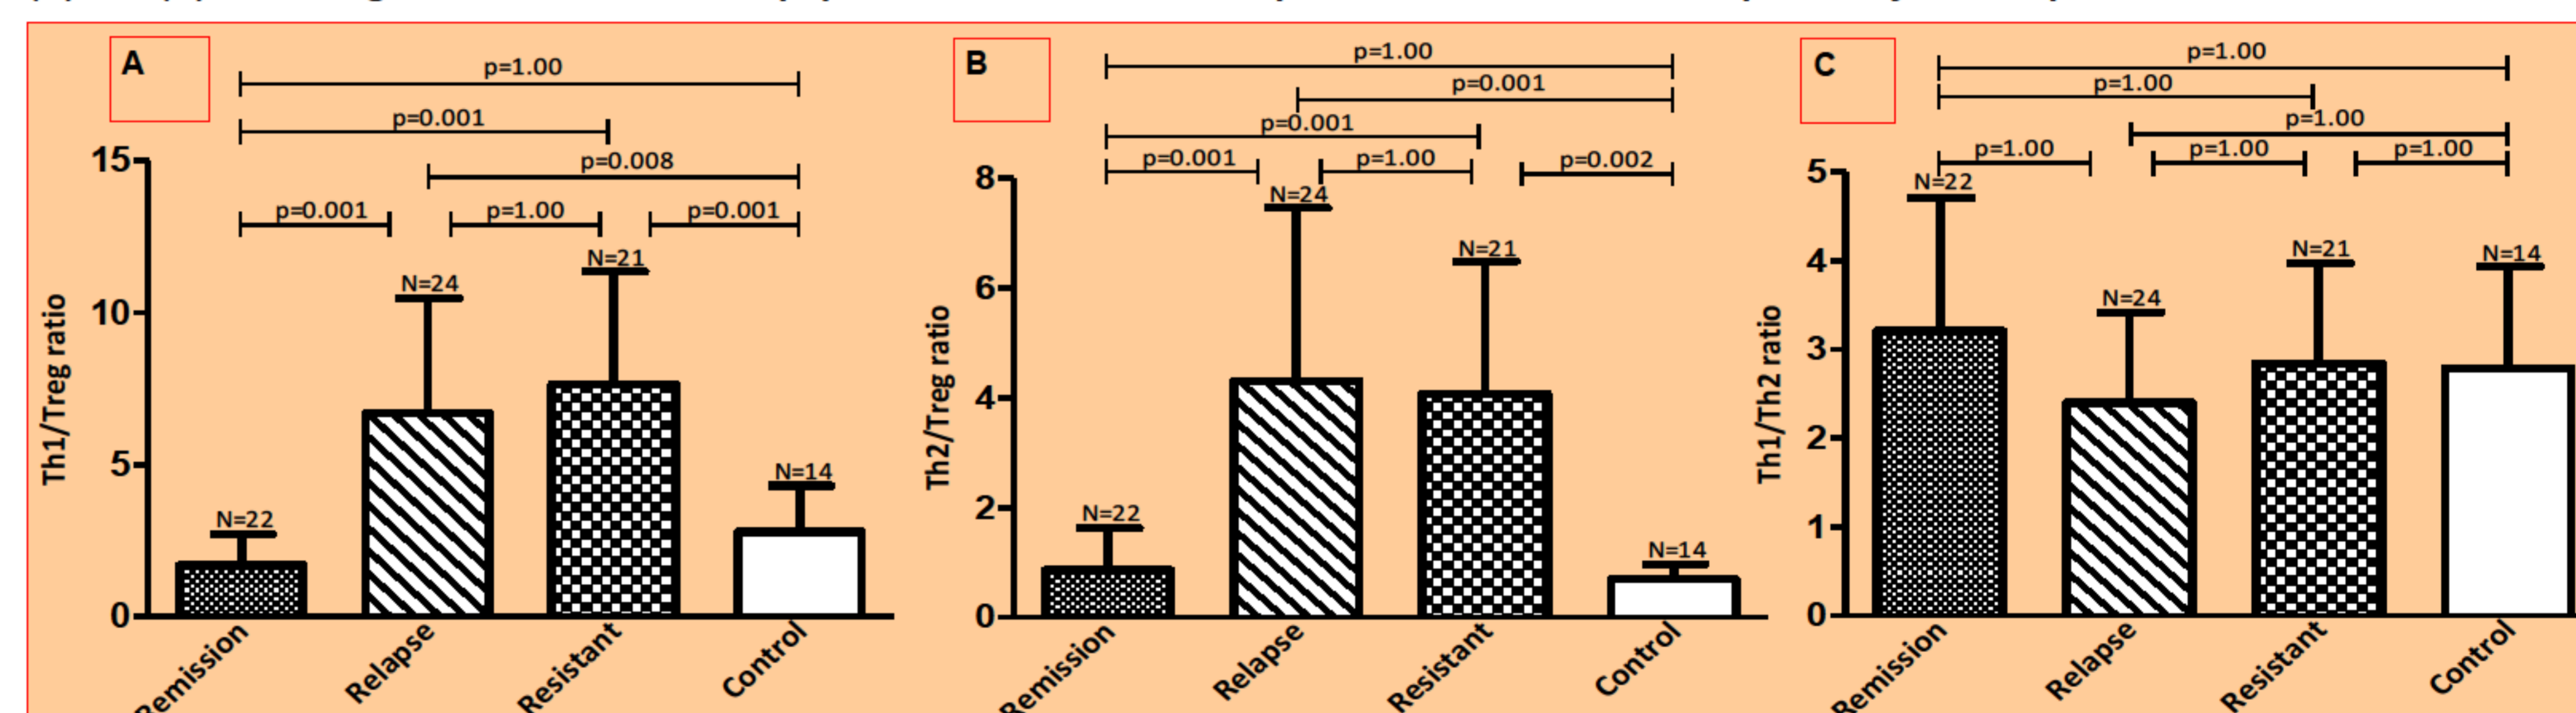 A
p=1.00
p=0.001
p=0.008
p=0.001
p=1.00
p=0.001
15
10
5
0
Th1/Treg ratio
N=22
N=24
N=21
N=14
Remission
Relapse
Resistant
Control
B
p=1.00
p=0.001
p=0.001
p=0.001
p=1.00
p=0.002
8
6
4
2
0
Th2/Treg ratio
N=22
N=24
N=21
N=14
Remission
Relapse
Resistant
Control
C
p=1.00
p=1.00
p=1.00
p=1.00
p=1.00
p=1.00
5
4
3
2
1
0
Th1/Th2 ratio
N=22
N=24
N=21
N=14
Remission
Relapse
Resistant
Control